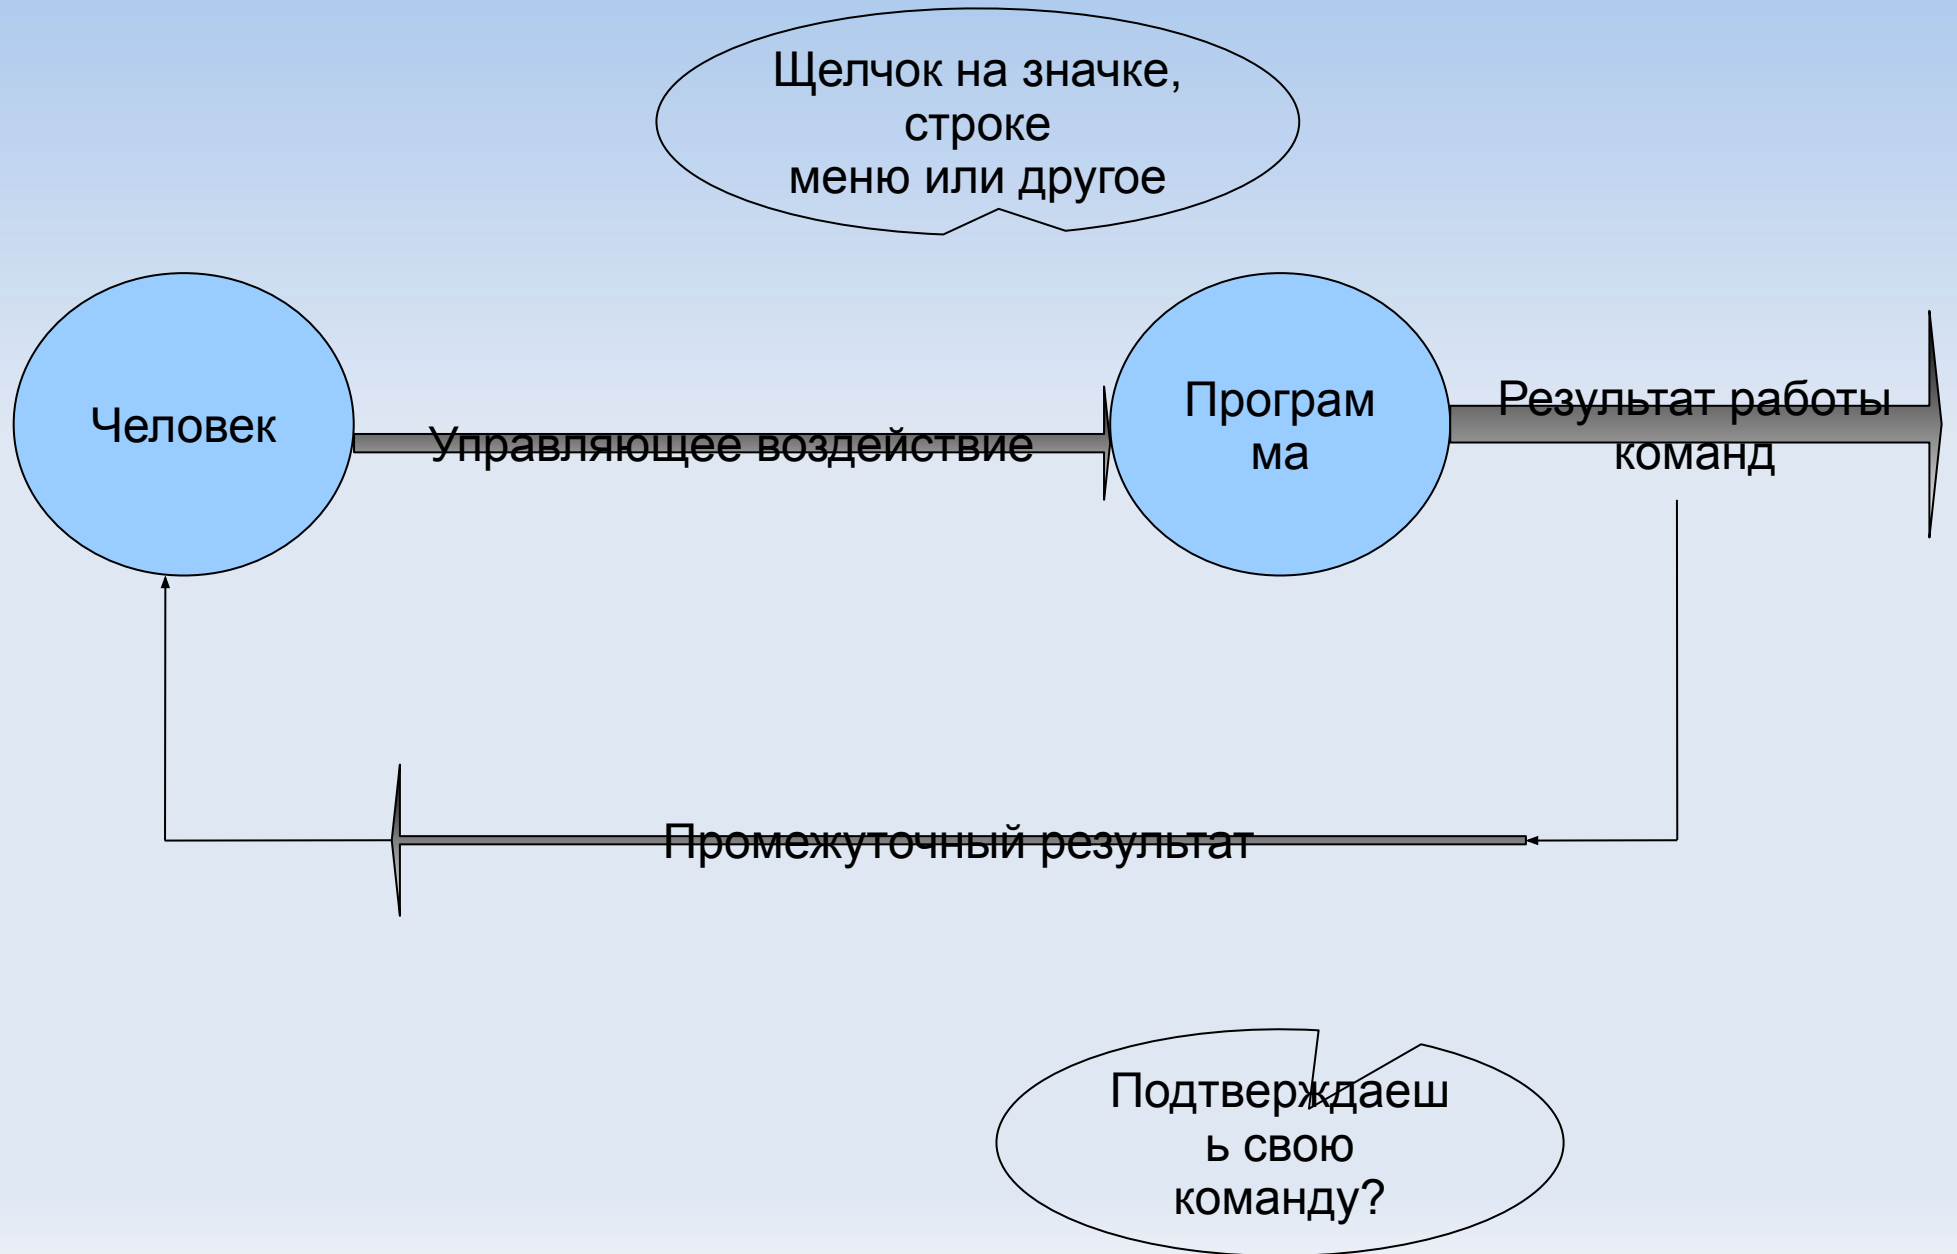 Щелчок на значке,
строке
меню или другое
Человек
Управляющее воздействие
Програм
ма
Результат работы
команд
Промежуточный результат
Подтверждаеш
ь свою
команду?